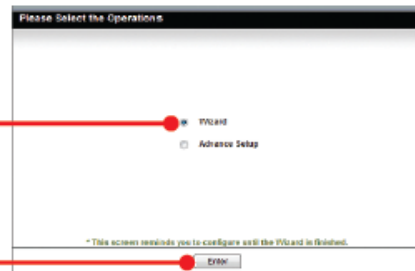 Please Select the Operations
Wizard
Advance Setup
* This screen reminds you to configure until the Wizard is finished.
Enter